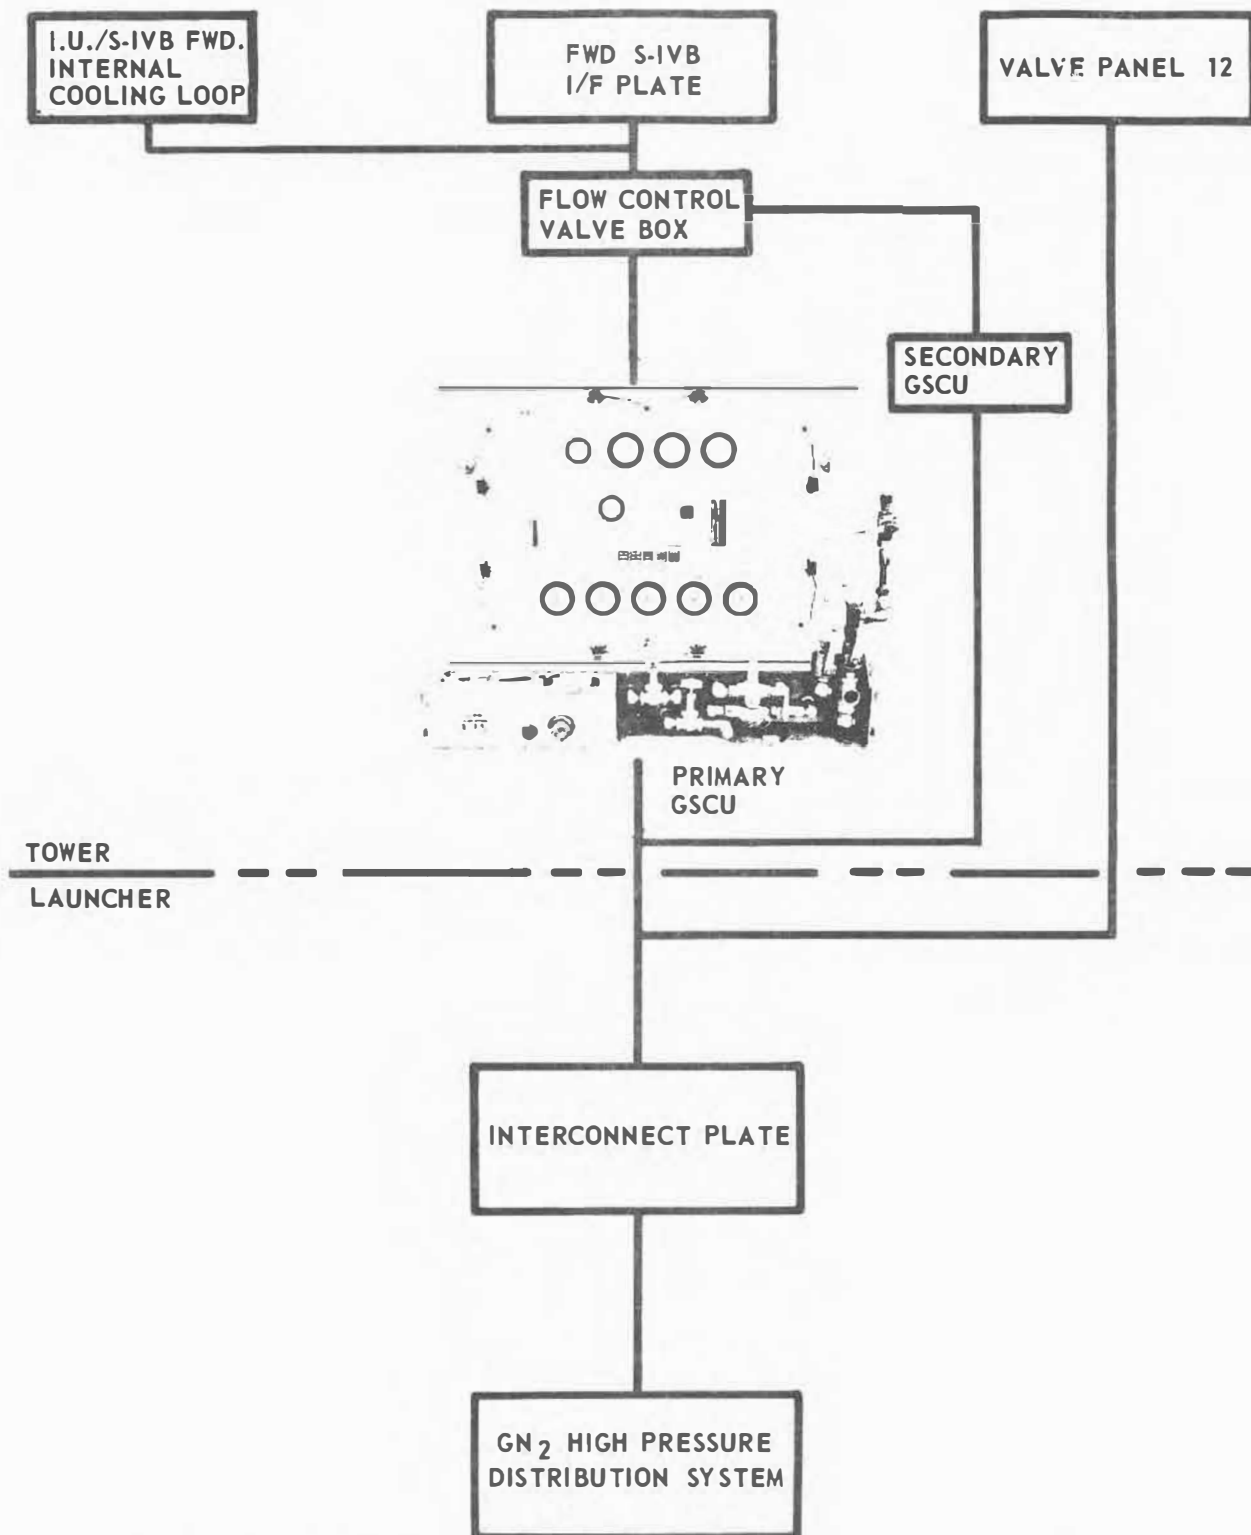 I.U./S-IVB FWD.
INTERNAL
COOLING LOOP
FWD S-IVB
I/F PLATE
VALVE PANEL 12
FLOW CONTROL
VALVE BOX
SECONDARY
GSCU
PRIMARY
GSCU
TOWER
LAUNCHER
INTERCONNECT PLATE
GN2 HIGH PRESSURE
DISTRIBUTION SYSTEM